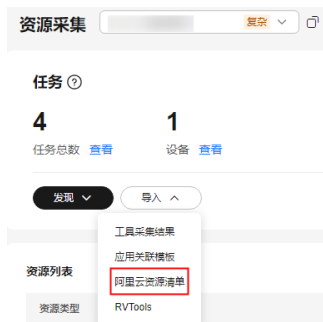 资源采集 复杂
任务
4 1
任务总数 查看 设备 查看
发现 导入
工具采集结果
应用关联模板
资源列表
阿里云资源清单
资源类型 RVTools